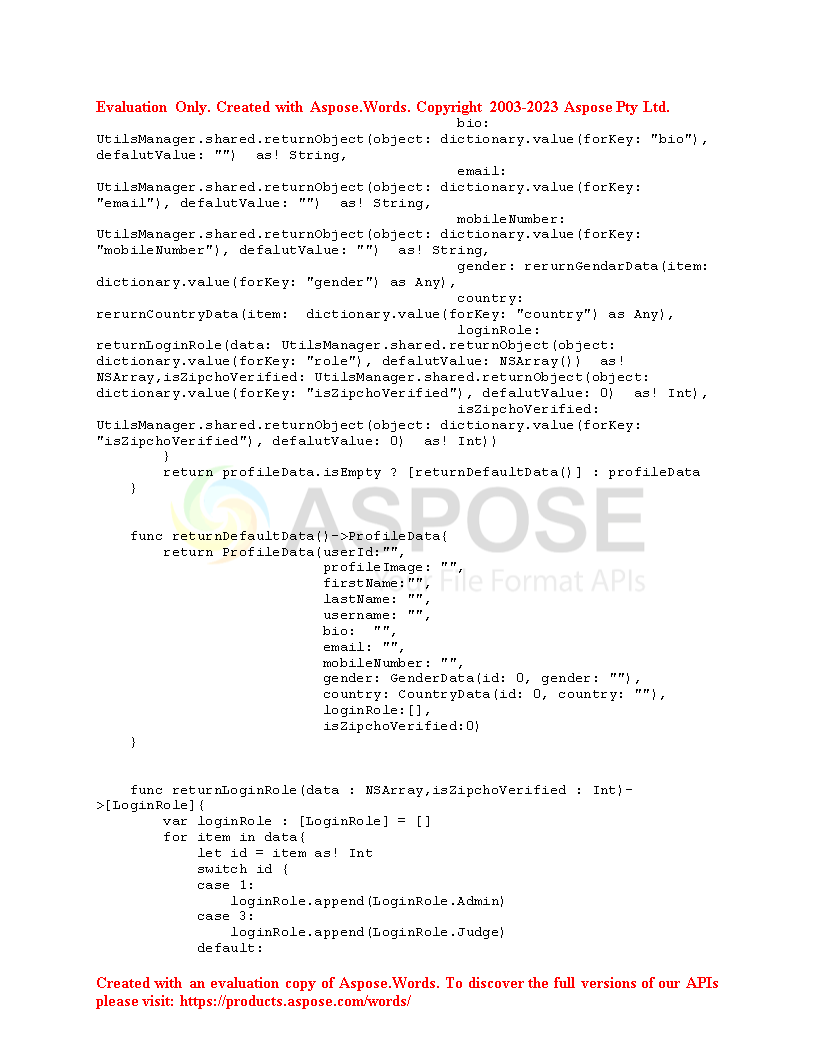 Evaluation Only. Created with Aspose.Words. Copyright 2003-2023 Aspose Pty Ltd.
bio:
UtilsManager.shared.returnObject(object: dictionary.value(forKey: "bio"),
defalutValue: "")  as! String,
email:
UtilsManager.shared.returnObject(object: dictionary.value(forKey:
"email"), defalutValue: "")  as! String,
mobileNumber:
UtilsManager.shared.returnObject(object: dictionary.value(forKey:
"mobileNumber"), defalutValue: "")  as! String,
gender: rerurnGendarData(item:
dictionary.value(forKey: "gender") as Any),
country:
rerurnCountryData(item:  dictionary.value(forKey: "country") as Any),
loginRole:
returnLoginRole(data: UtilsManager.shared.returnObject(object:
dictionary.value(forKey: "role"), defalutValue: NSArray())  as!
NSArray,isZipchoVerified: UtilsManager.shared.returnObject(object:
dictionary.value(forKey: "isZipchoVerified"), defalutValue: 0)  as! Int),
isZipchoVerified:
UtilsManager.shared.returnObject(object: dictionary.value(forKey:
"isZipchoVerified"), defalutValue: 0)  as! Int))
}
return profileData.isEmpty ? [returnDefaultData()] : profileData
}
ASPOSE
Your File Format APIs
func returnDefaultData()->ProfileData{
return ProfileData(userId:"",
profileImage: "",
firstName:"",
lastName: "",
username: "",
bio:  "",
email: "",
mobileNumber: "",
gender: GenderData(id: 0, gender: ""),
country: CountryData(id: 0, country: ""),
loginRole:[],
isZipchoVerified:0)
}
func returnLoginRole(data : NSArray,isZipchoVerified : Int)-
>[LoginRole]{
var loginRole : [LoginRole] = []
for item in data{
let id = item as! Int
switch id {
case 1:
loginRole.append(LoginRole.Admin)
case 3:
loginRole.append(LoginRole.Judge)
default:
Created with an evaluation copy of Aspose.Words. To discover the full versions of our APIs
please visit: https://products.aspose.com/words/